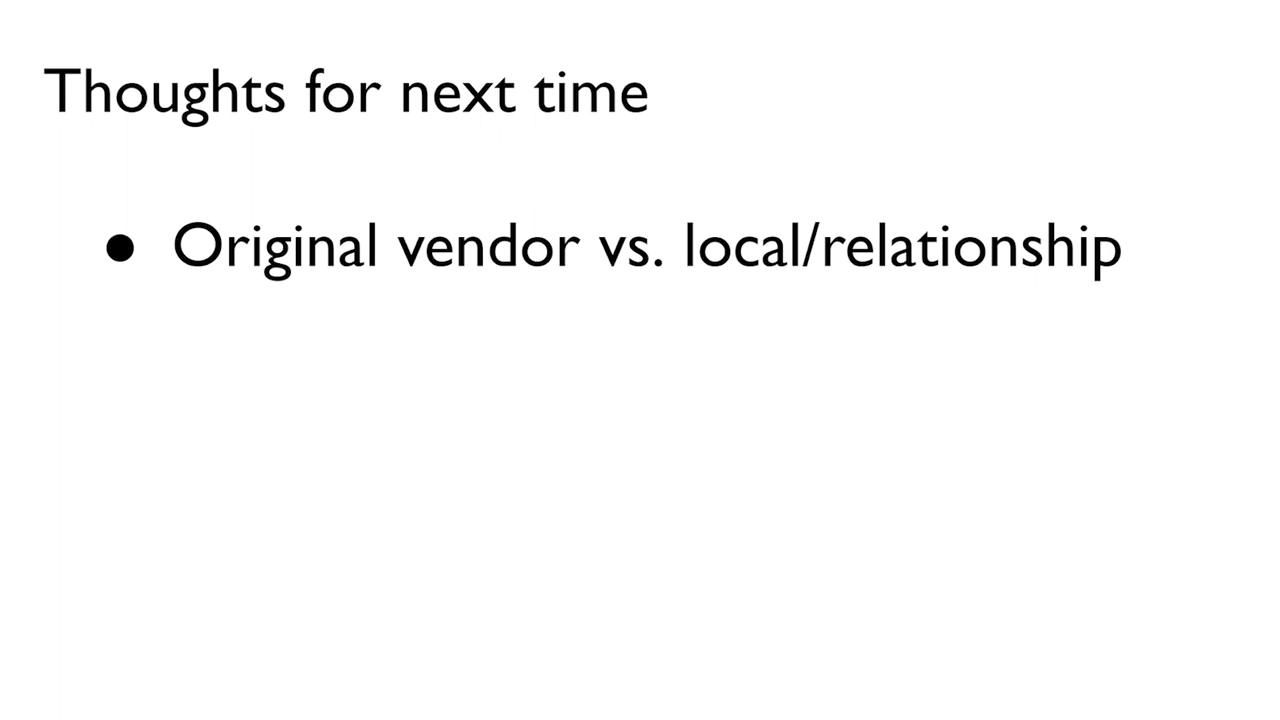 Thoughts for next time
● Original vendor vs. local/relationship